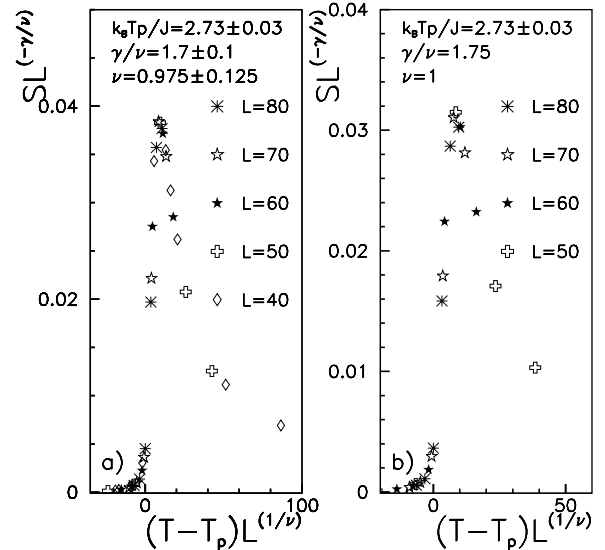 SL^(-γ/ν)
k_BTp/J=2.73±0.03
γ/ν=1.7±0.1
ν=0.975±0.125
L=80
L=70
L=60
L=50
L=40
0.04
0.02
0
a)
0
100
(T-T_p)L^(1/ν)
SL^(-γ/ν)
k_BTp/J=2.73±0.03
γ/ν=1.75
ν=1
L=80
L=70
L=60
L=50
0.04
0.03
0.02
0.01
0
b)
0
50
(T-T_p)L^(1/ν)